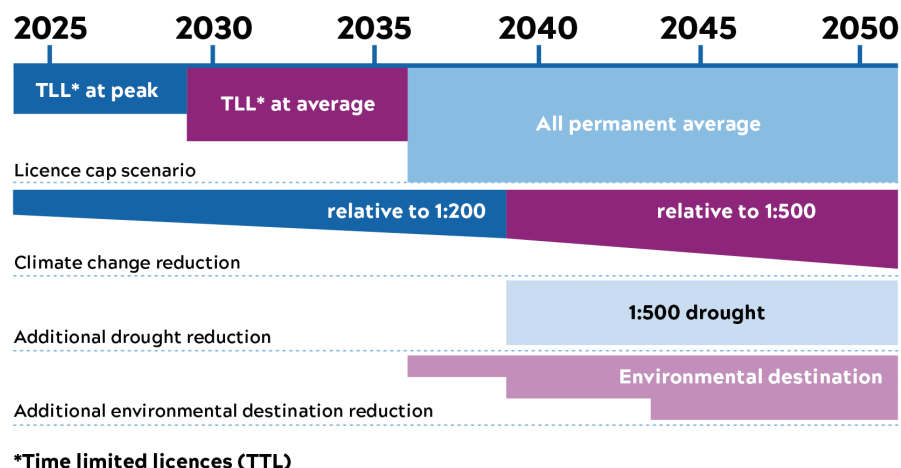 2025 2030 2035 2040 2045 2050
TLL* at peak
TLL* at average
All permanent average
Licence cap scenario
relative to 1:200
relative to 1:500
Climate change reduction
1:500 drought
Additional drought reduction
Environmental destination
Additional environmental destination reduction
*Time limited licences (TTL)